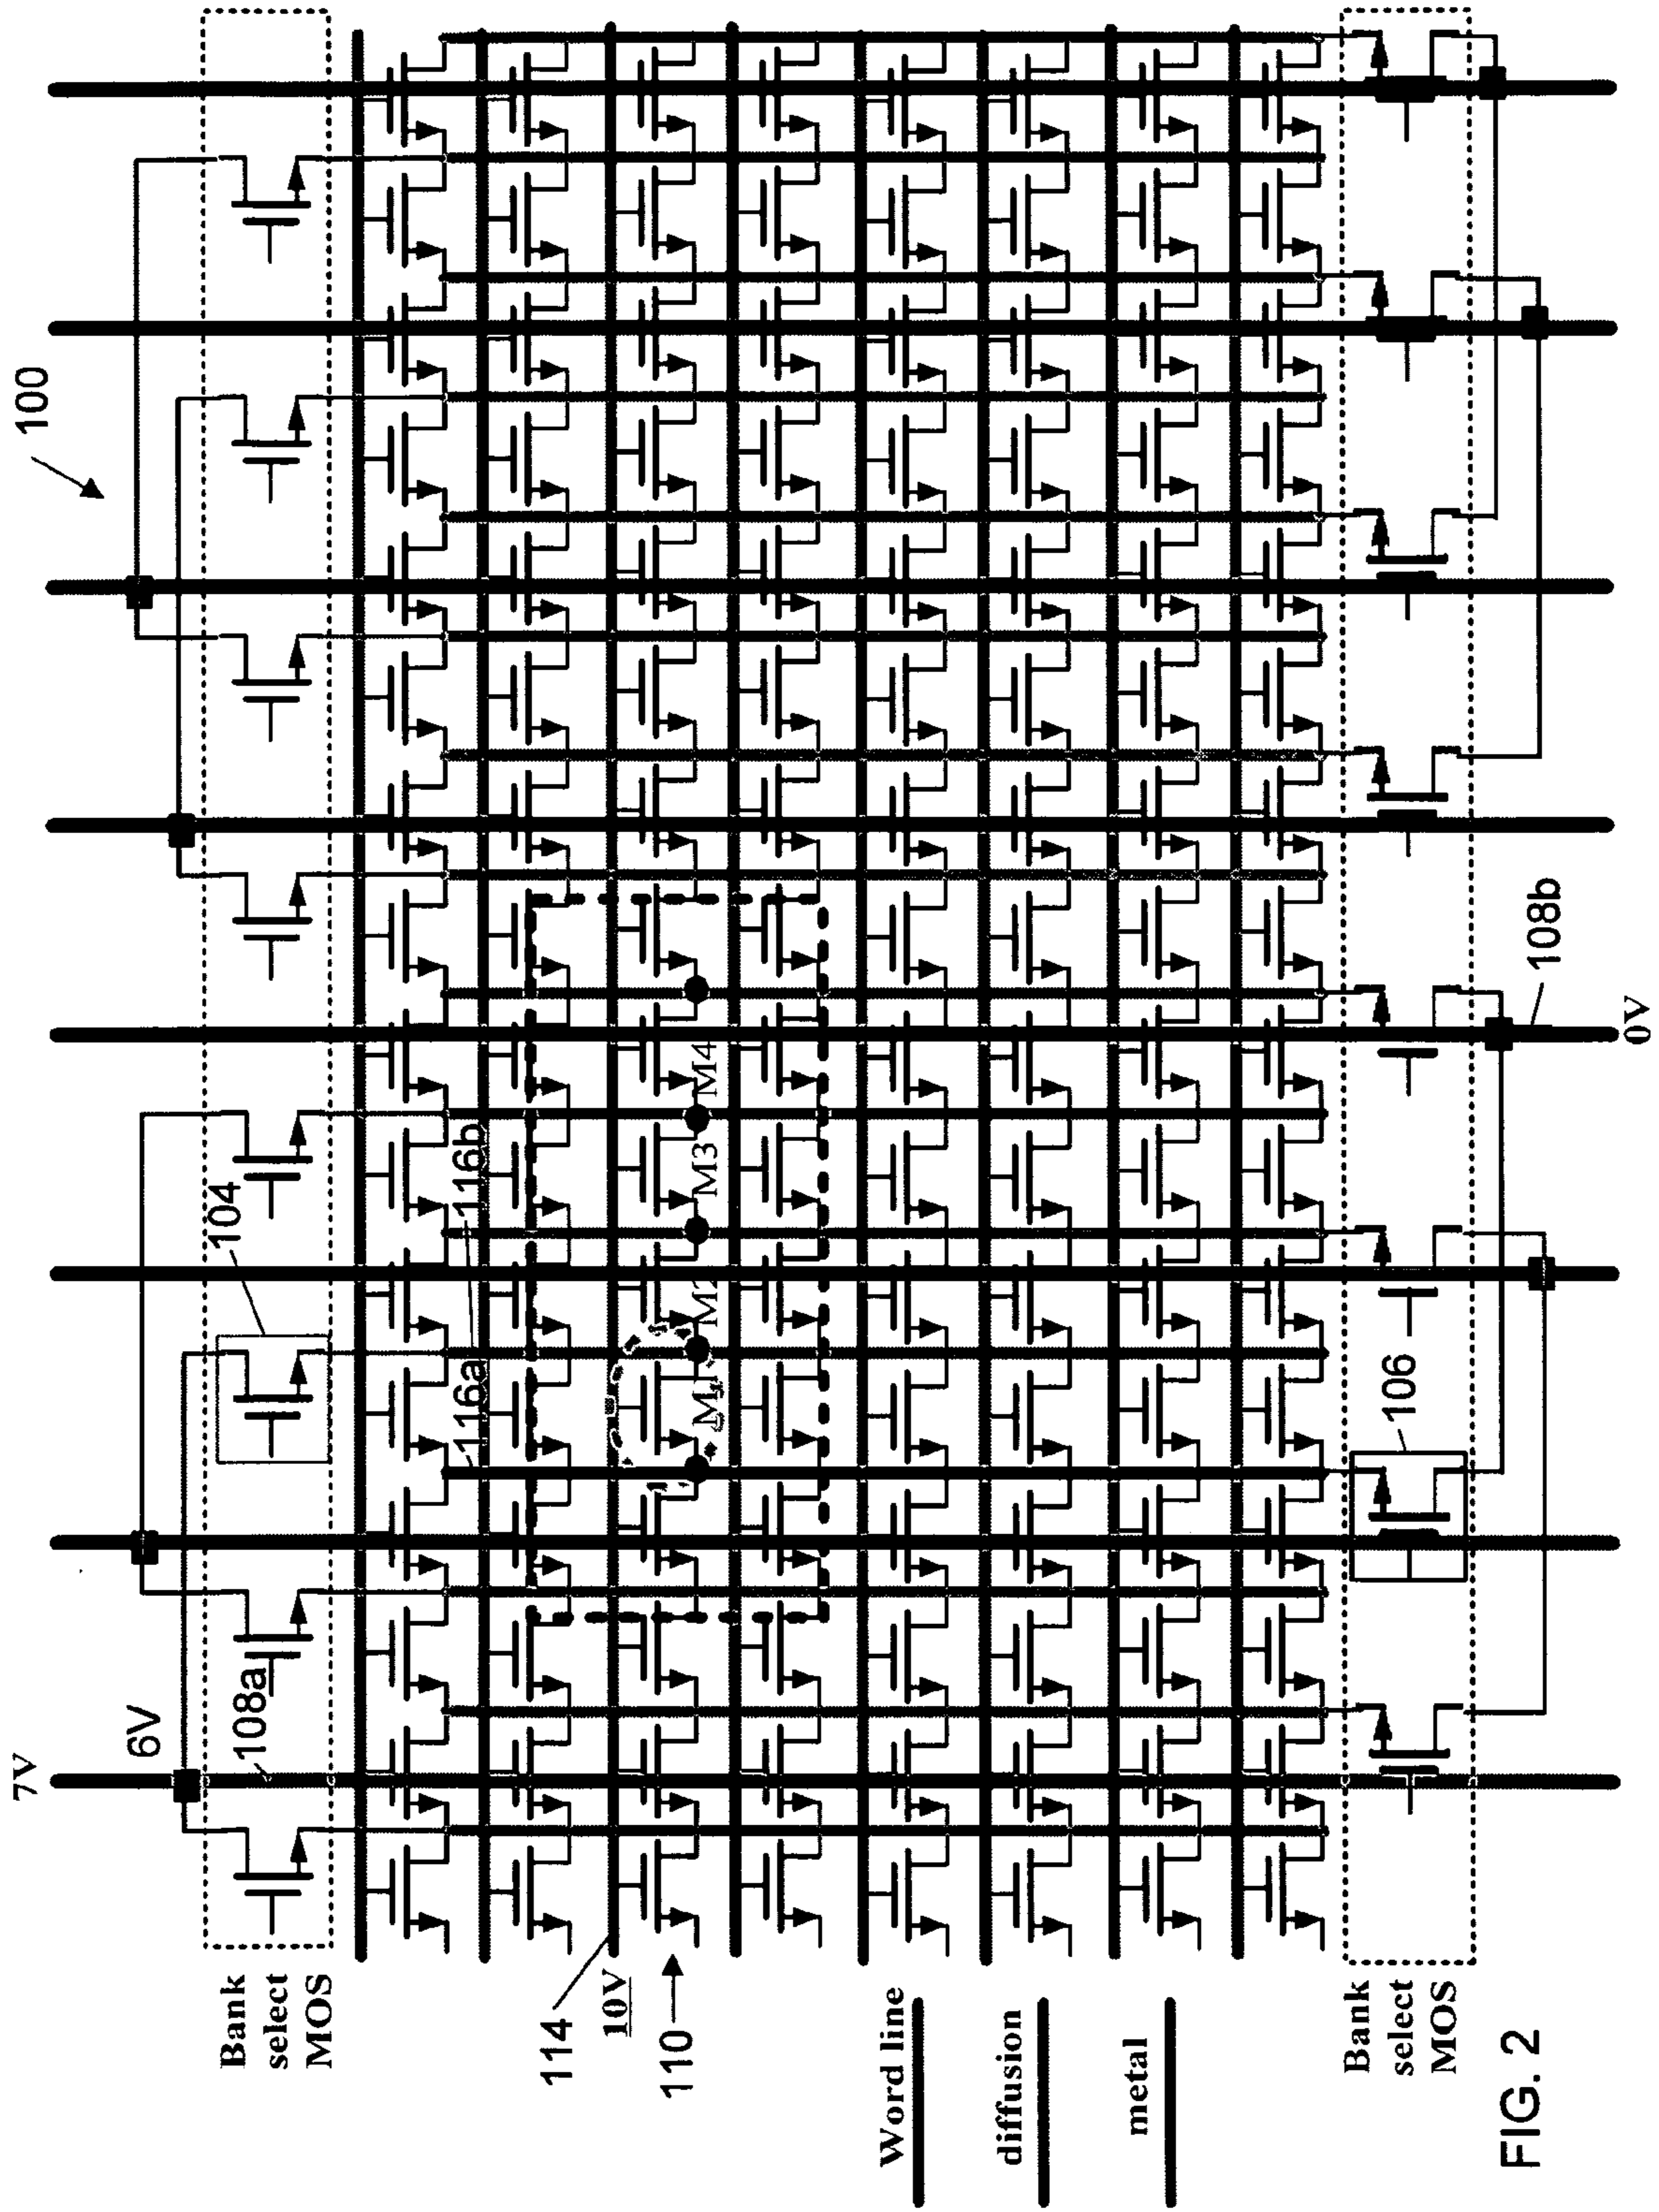 100
7V
6V
108a
104
Bank
select
MOS
116a
116b
114
10V
110
M1
M2
M3
M4
Word line
diffusion
metal
106
108b
0V
Bank
select
MOS
FIG. 2